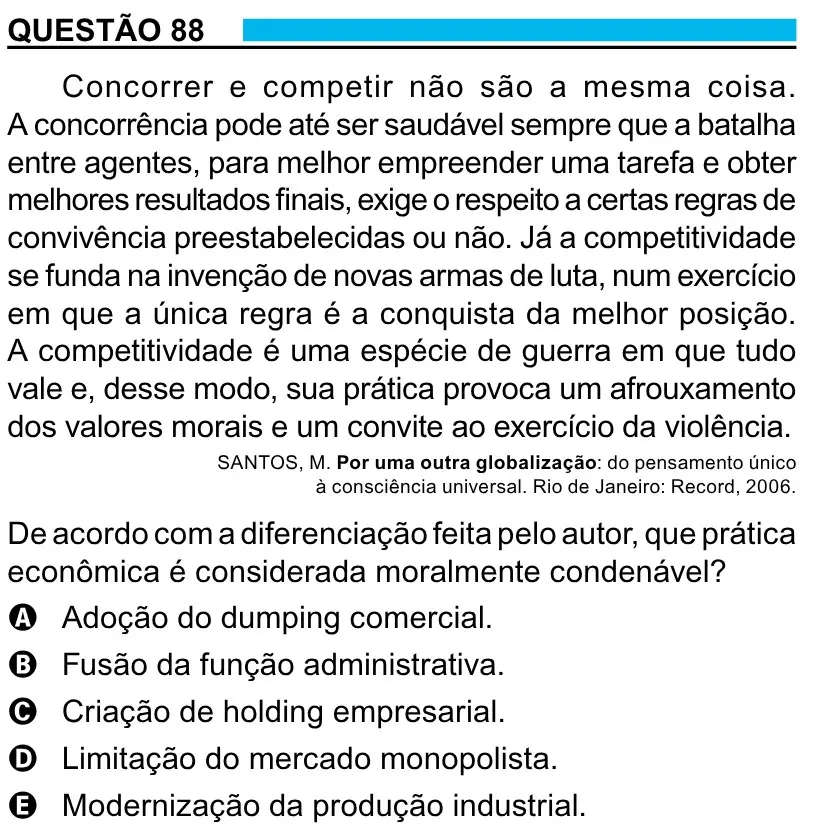 QUESTÃO 88
Concorrer e competir não são a mesma coisa.
A concorrência pode até ser saudável sempre que a batalha
entre agentes, para melhor empreender uma tarefa e obter
melhores resultados finais, exige o respeito a certas regras de
convivência preestabelecidas ou não. Já a competitividade
se funda na invenção de novas armas de luta, num exercício
em que a única regra é a conquista da melhor posição.
A competitividade é uma espécie de guerra em que tudo
vale e, desse modo, sua prática provoca um afrouxamento
dos valores morais e um convite ao exercício da violência.
SANTOS, M. Por uma outra globalização: do pensamento único
à consciência universal. Rio de Janeiro: Record, 2006.
De acordo com a diferenciação feita pelo autor, que prática
econômica é considerada moralmente condenável?
A Adoção do dumping comercial.
B Fusão da função administrativa.
C Criação de holding empresarial.
D Limitação do mercado monopolista.
E Modernização da produção industrial.